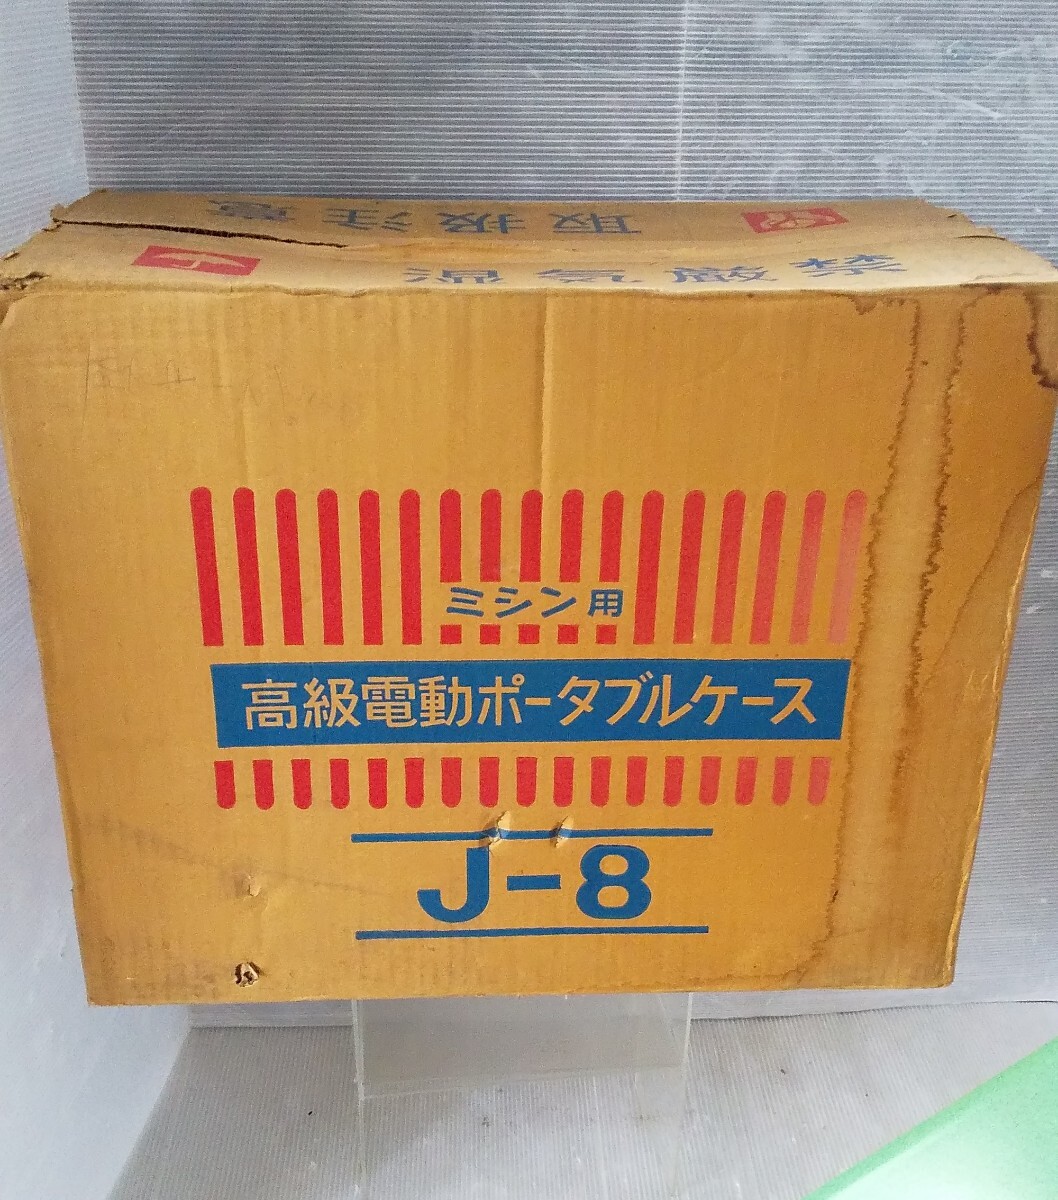 取扱注意
湿気厳禁
ミシン用
高級電動ポータブルケース
J-8